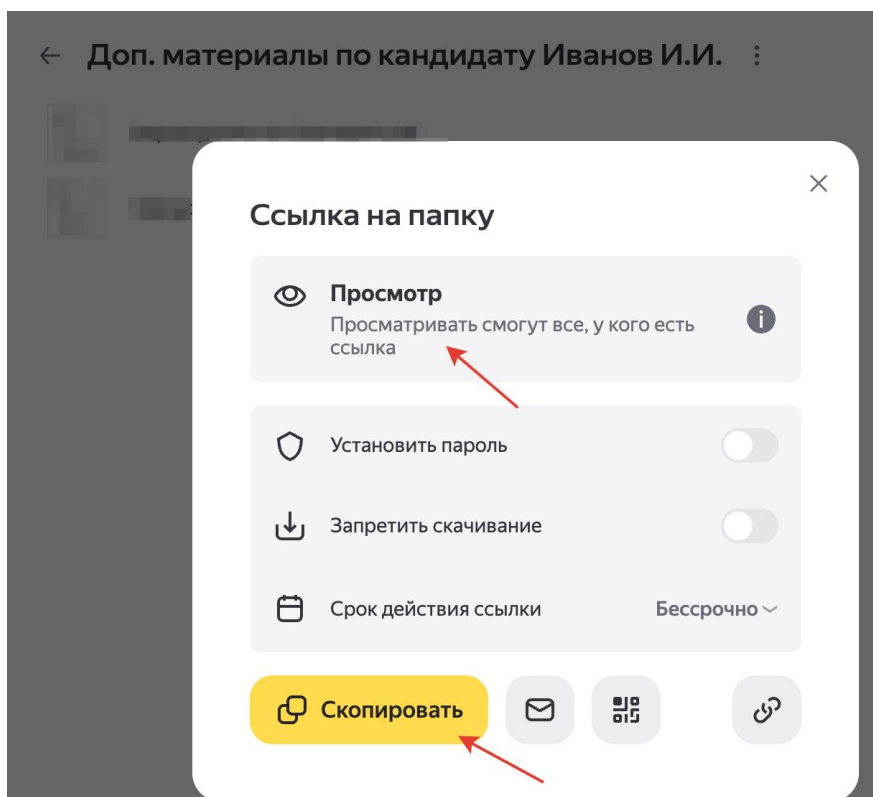 Доп. материалы по кандидату Иванов И.И.
Ссылка на папку
Просмотр
Просматривать смогут все, у кого есть
ссылка
Установить пароль
Запретить скачивание
Срок действия ссылки Бессрочно
Скопировать